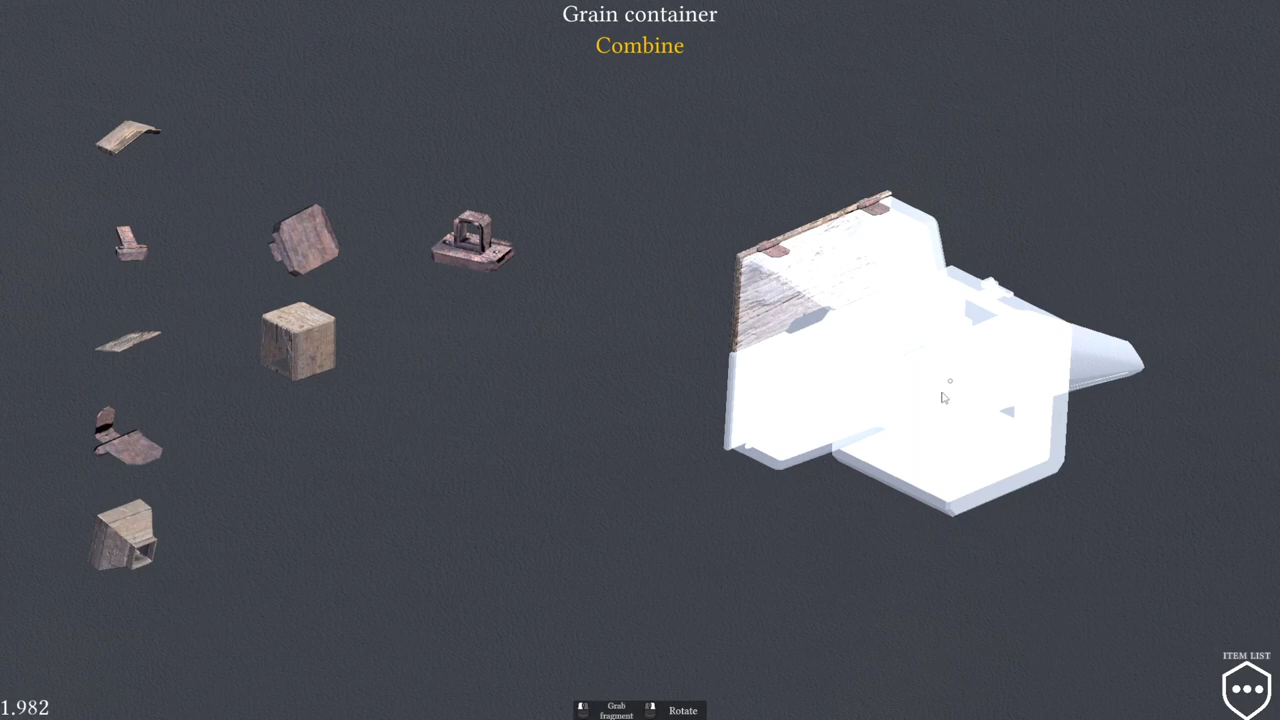 Grain container
Combine
ITEM LIST
1.982
Grab
fragment
Rotate